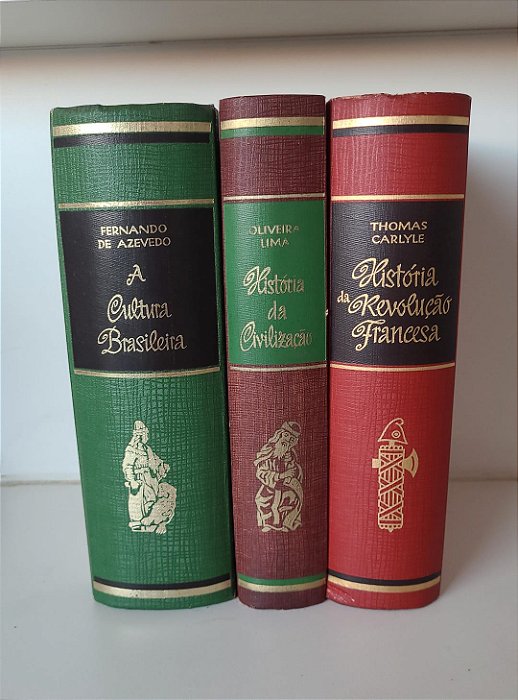 FERNANDO
DE AZEVEDO
A
Cultura
Brasileira
OLIVEIRA
LIMA
História
da
Civilização
THOMAS
CARLYLE
História
da Revolução
Francesa